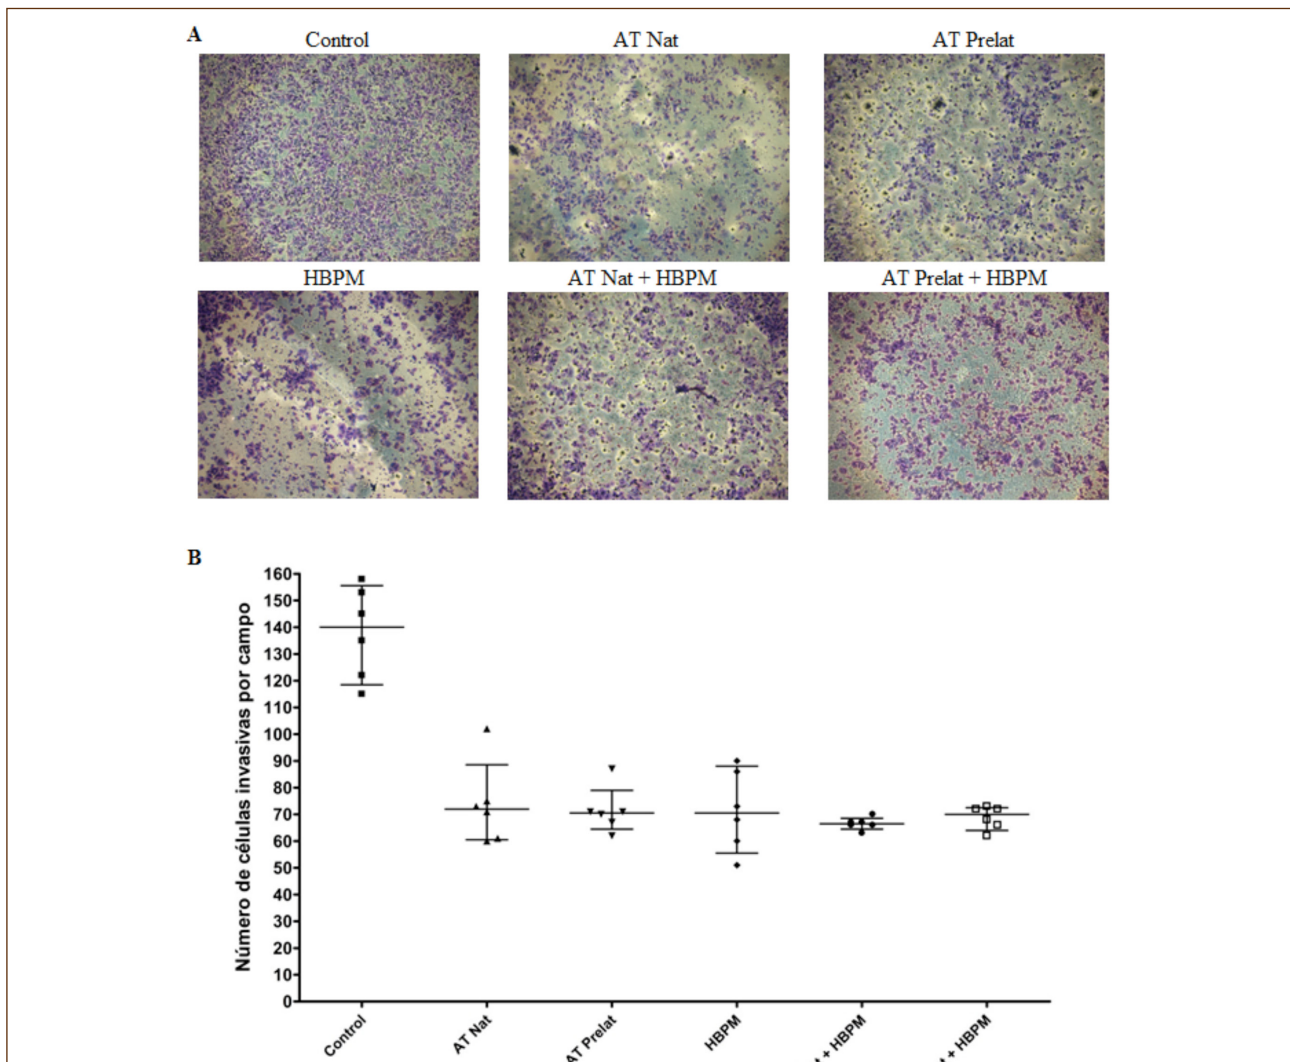 A
Control
AT Nat
AT Prelat
HBPM
AT Nat + HBPM
AT Prelat + HBPM
B
Número de células invasivas por campo
160
150
140
130
120
110
100
90
80
70
60
50
40
30
20
10
0
Control
AT Nat
AT Prelat
HBPM
+ HBPM
+ HBPM